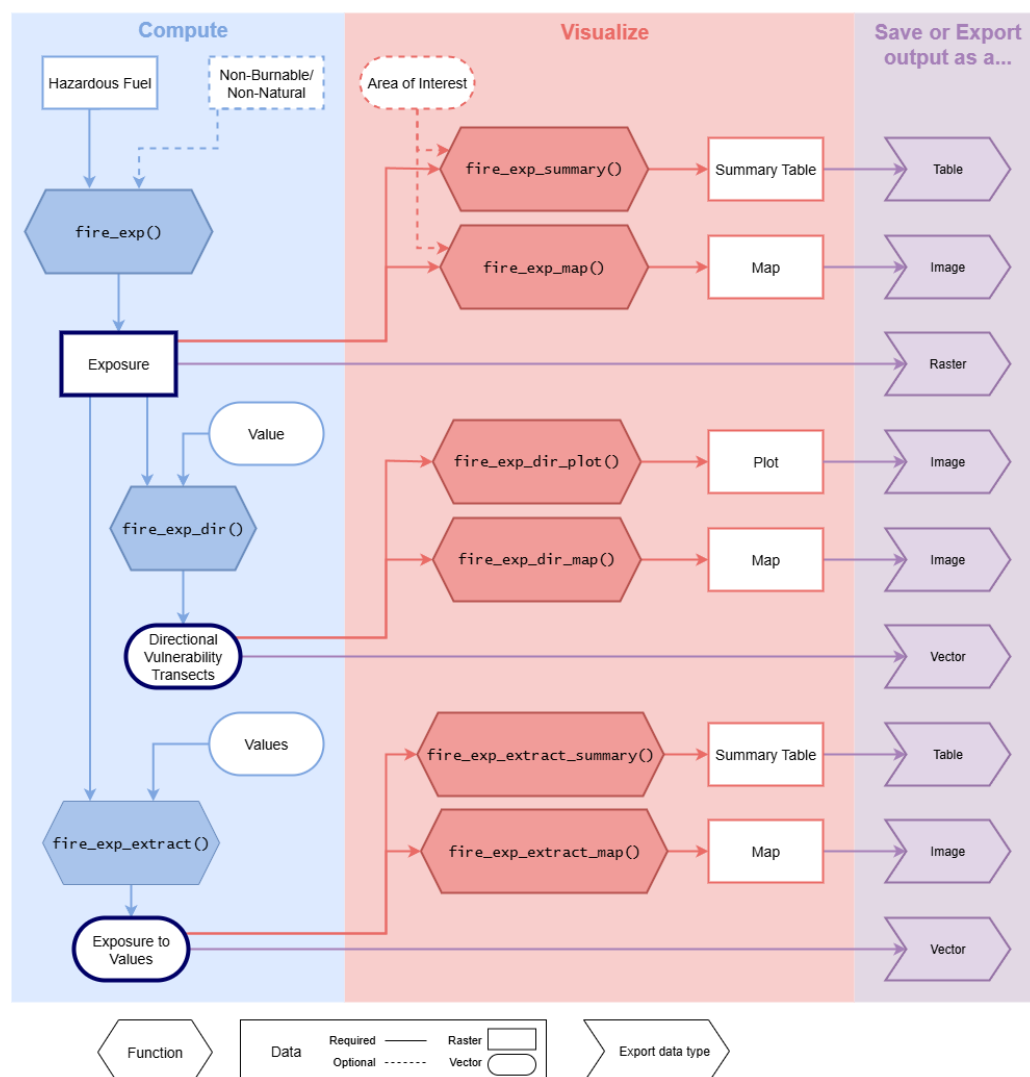 Compute
Visualize
Save or Export
output as a...
Hazardous Fuel
Non-Burnable/
Non-Natural
Area of Interest
fire_exp_summary()
Summary Table
Table
fire_exp()
fire_exp_map()
Map
Image
Exposure
Raster
Value
fire_exp_dir_plot()
Plot
Image
fire_exp_dir()
fire_exp_dir_map()
Map
Image
Directional
Vulnerability
Transects
Vector
Values
fire_exp_extract_summary()
Summary Table
Table
fire_exp_extract()
fire_exp_extract_map()
Map
Image
Exposure to
Values
Vector
Function
Data
Required
Optional
Raster
Vector
Export data type